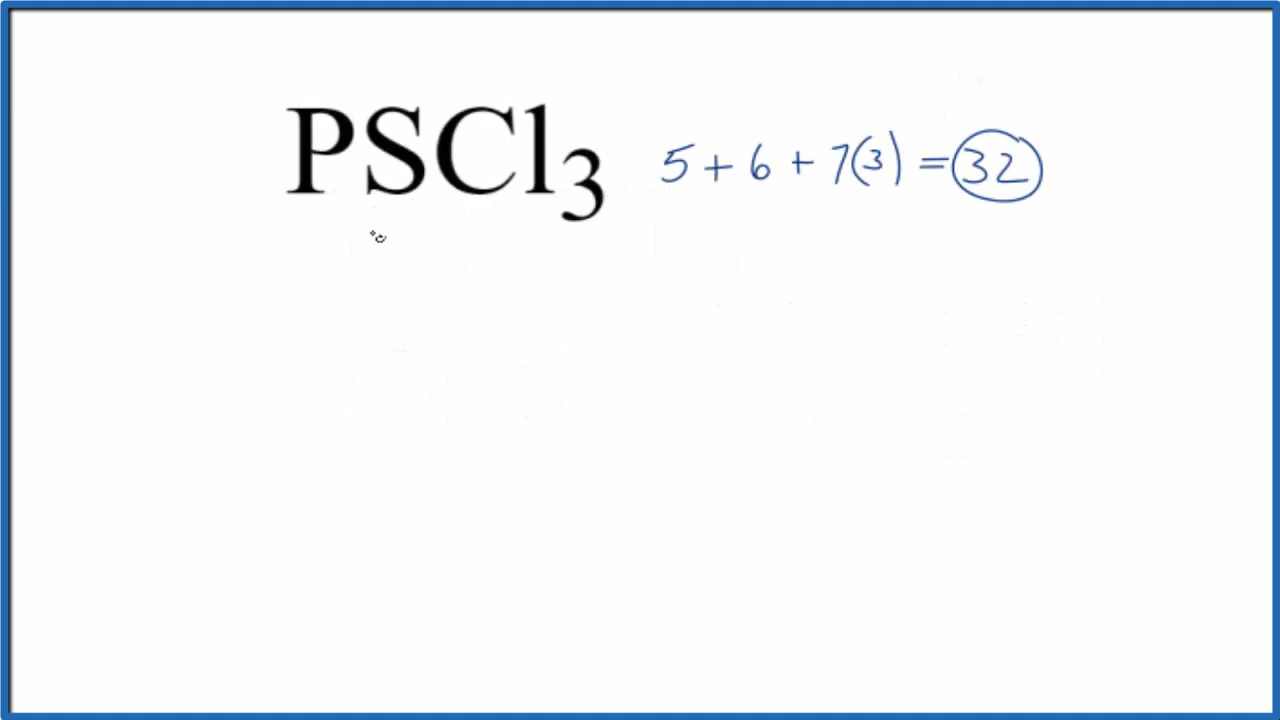 PSCl₃ 5 + 6 + 7(3) = 32